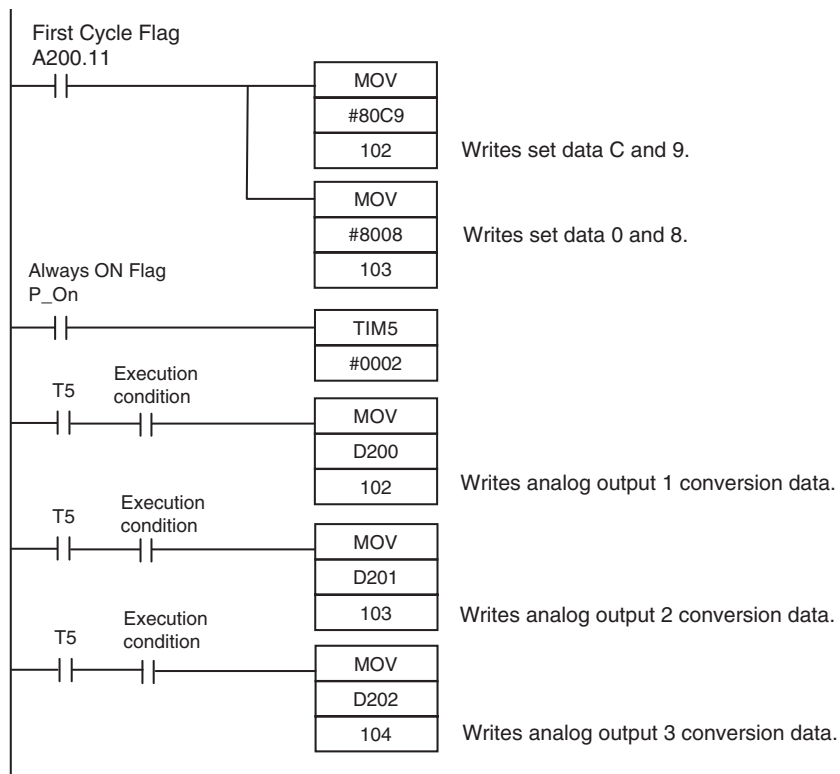 First Cycle Flag
A200.11
MOV
#80C9
102 Writes set data C and 9.
MOV
#8008 Writes set data 0 and 8.
103
Always ON Flag
P_On
TIM5
#0002
T5 Execution
condition
MOV
D200
102 Writes analog output 1 conversion data.
T5 Execution
condition
MOV
D201
103 Writes analog output 2 conversion data.
T5 Execution
condition
MOV
D202
104 Writes analog output 3 conversion data.